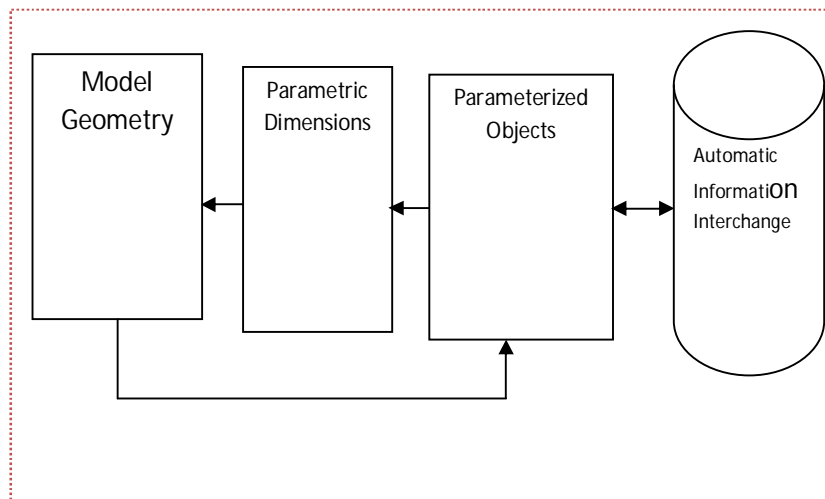 Model
Geometry
Parametric
Dimensions
Parameterized
Objects
Automatic
Information
Interchange